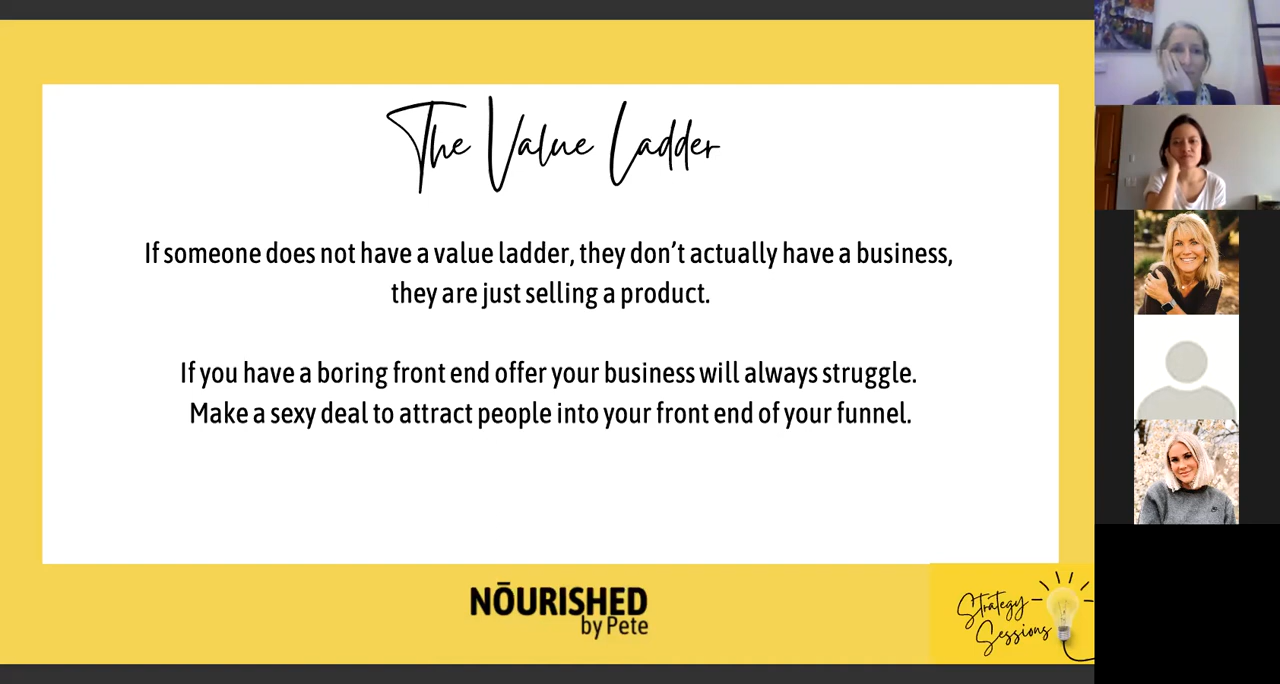 The Value Ladder
If someone does not have a value ladder, they don't actually have a business,
they are just selling a product.
If you have a boring front end offer your business will always struggle.
Make a sexy deal to attract people into your front end of your funnel.
NŌURISHED
by Pete
Strategy
Sessions